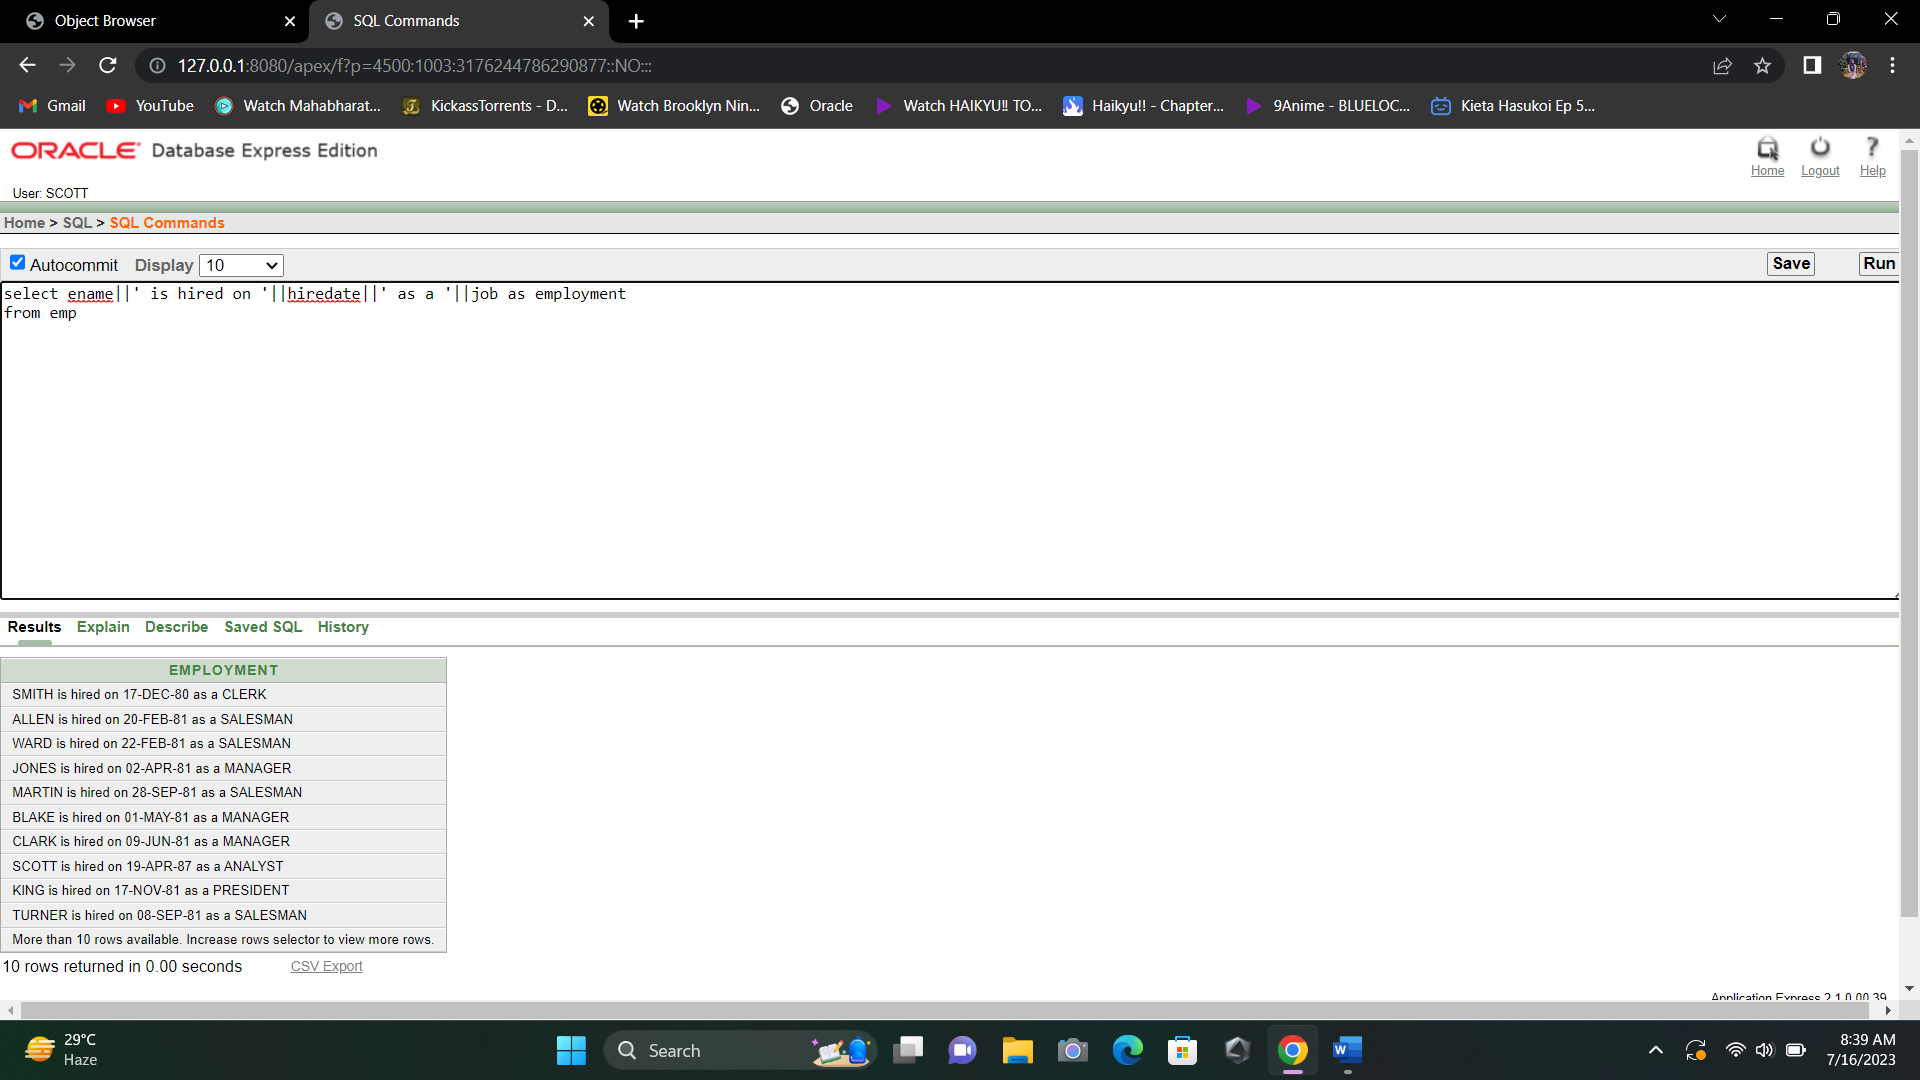 Object Browser
SQL Commands
127.0.0.1:8080/apex/f?p=4500:1003:3176244786290877::NO:::
Gmail YouTube Watch Mahabharat... KickassTorrents - D... Watch Brooklyn Nin... Oracle Watch HAIKYU!! TO... Haikyu!! - Chapter... 9Anime - BLUELOC... Kieta Hasukoi Ep 5...
ORACLE Database Express Edition
Home Logout Help
User: SCOTT
Home > SQL > SQL Commands
Autocommit Display 10 Save Run
select ename||' is hired on '||hiredate||' as a '||job as employment
from emp
Results Explain Describe Saved SQL History
EMPLOYMENT
SMITH is hired on 17-DEC-80 as a CLERK
ALLEN is hired on 20-FEB-81 as a SALESMAN
WARD is hired on 22-FEB-81 as a SALESMAN
JONES is hired on 02-APR-81 as a MANAGER
MARTIN is hired on 28-SEP-81 as a SALESMAN
BLAKE is hired on 01-MAY-81 as a MANAGER
CLARK is hired on 09-JUN-81 as a MANAGER
SCOTT is hired on 19-APR-87 as a ANALYST
KING is hired on 17-NOV-81 as a PRESIDENT
TURNER is hired on 08-SEP-81 as a SALESMAN
More than 10 rows available. Increase rows selector to view more rows.
10 rows returned in 0.00 seconds CSV Export
Application Express 2.1.0.00.39
29°C
Haze
Search
8:39 AM
7/16/2023